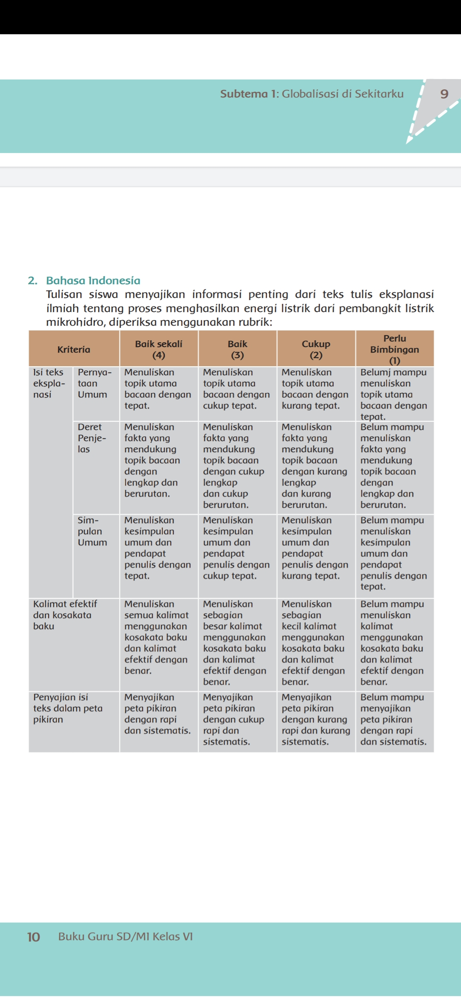 Subtema 1: Globalisasi di Sekitarku 9
2. Bahasa Indonesia
Tulisan siswa menyajikan informasi penting dari teks tulis eksplanasi
ilmiah tentang proses menghasilkan energi listrik dari pembangkit listrik
mikrohidro, diperiksa menggunakan rubrik:
Kriteria
Baik sekali
(4)
Baik
(3)
Cukup
(2)
Perlu
Bimbingan
(1)
Isi teks
ekspla-
nasi
Pernya-
taan
Umum
Menuliskan
topik utama
bacaan dengan
tepat.
Menuliskan
topik utama
bacaan dengan
cukup tepat.
Menuliskan
topik utama
bacaan dengan
kurang tepat.
Belumj mampu
menuliskan
topik utama
bacaan dengan
tepat.
Deret
Penje-
las
Menuliskan
fakta yang
mendukung
topik bacaan
dengan
lengkap dan
berurutan.
Menuliskan
fakta yang
mendukung
topik bacaan
dengan cukup
lengkap
dan cukup
berurutan.
Menuliskan
fakta yang
mendukung
topik bacaan
dengan kurang
lengkap
dan kurang
berurutan.
Belum mampu
menuliskan
fakta yang
mendukung
topik bacaan
dengan
lengkap dan
berurutan.
Sim-
pulan
Umum
Menuliskan
kesimpulan
umum dan
pendapat
penulis dengan
tepat.
Menuliskan
kesimpulan
umum dan
pendapat
penulis dengan
cukup tepat.
Menuliskan
kesimpulan
umum dan
pendapat
penulis dengan
kurang tepat.
Belum mampu
menuliskan
kesimpulan
umum dan
pendapat
penulis dengan
tepat.
Kalimat efektif
dan kosakata
baku
Menuliskan
semua kalimat
menggunakan
kosakata baku
dan kalimat
efektif dengan
benar.
Menuliskan
sebagian
besar kalimat
menggunakan
kosakata baku
dan kalimat
efektif dengan
benar.
Menuliskan
sebagian
kecil kalimat
menggunakan
kosakata baku
dan kalimat
efektif dengan
benar.
Belum mampu
menuliskan
kalimat
menggunakan
kosakata baku
dan kalimat
efektif dengan
benar.
Penyajian isi
teks dalam peta
pikiran
Menyajikan
peta pikiran
dengan rapi
dan sistematis.
Menyajikan
peta pikiran
dengan cukup
rapi dan
sistematis.
Menyajikan
peta pikiran
dengan kurang
rapi dan kurang
sistematis.
Belum mampu
menyajikan
peta pikiran
dengan rapi
dan sistematis.
10 Buku Guru SD/MI Kelas VI